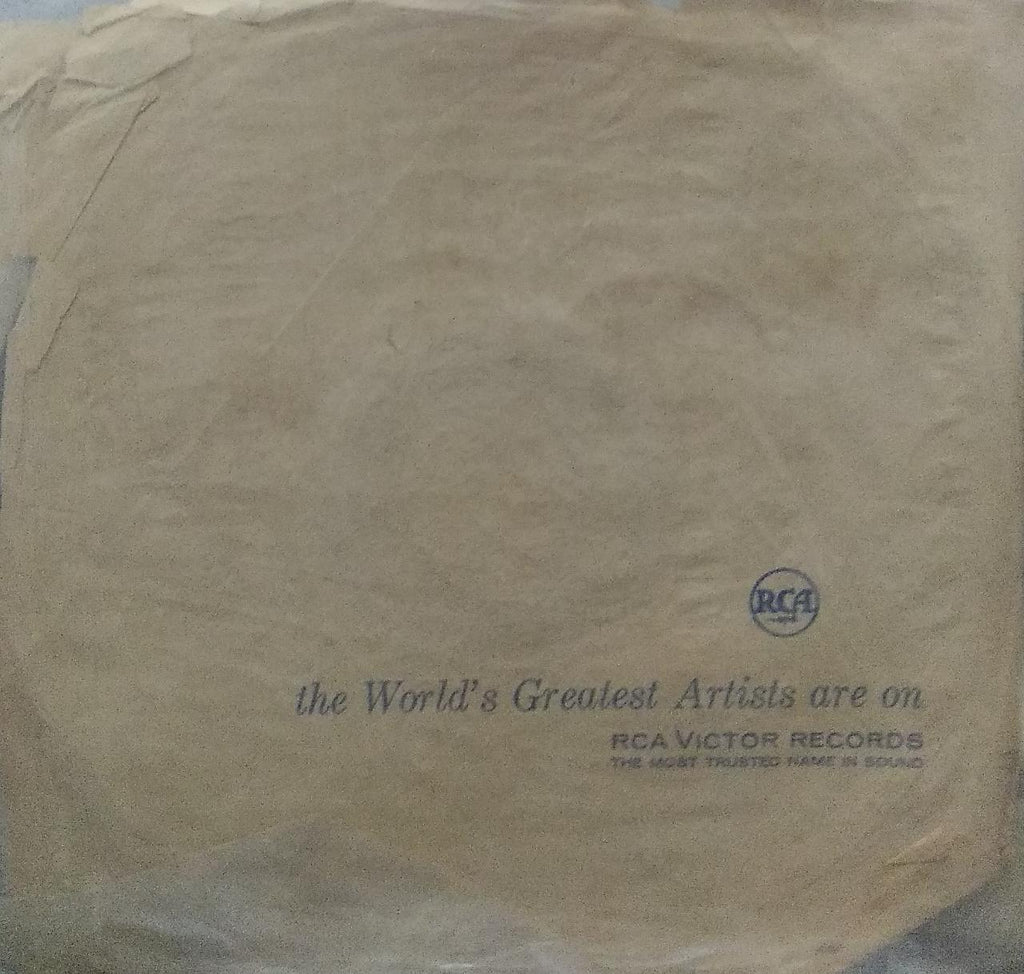 RCA
the World's Greatest Artists are on
RCA VICTOR RECORDS
THE MOST TRUSTED NAME IN SOUND